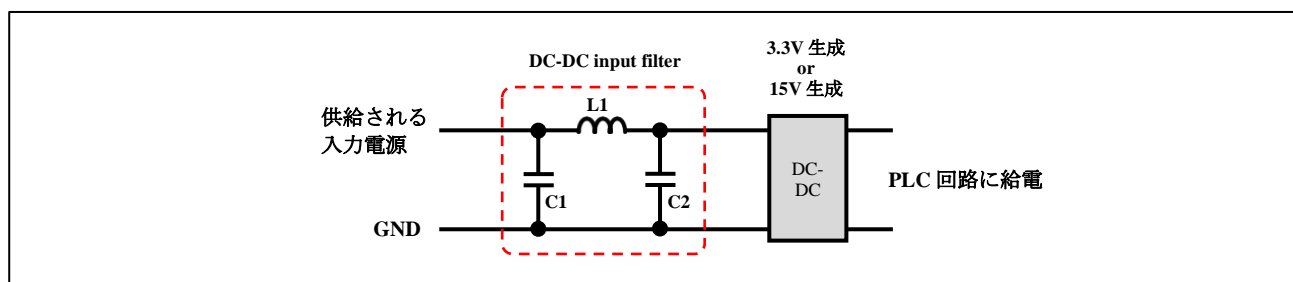 3.3V 生成
or
15V 生成
DC-DC input filter
L1
供給される
入力電源
DC-
DC
PLC 回路に給電
C1
C2
GND